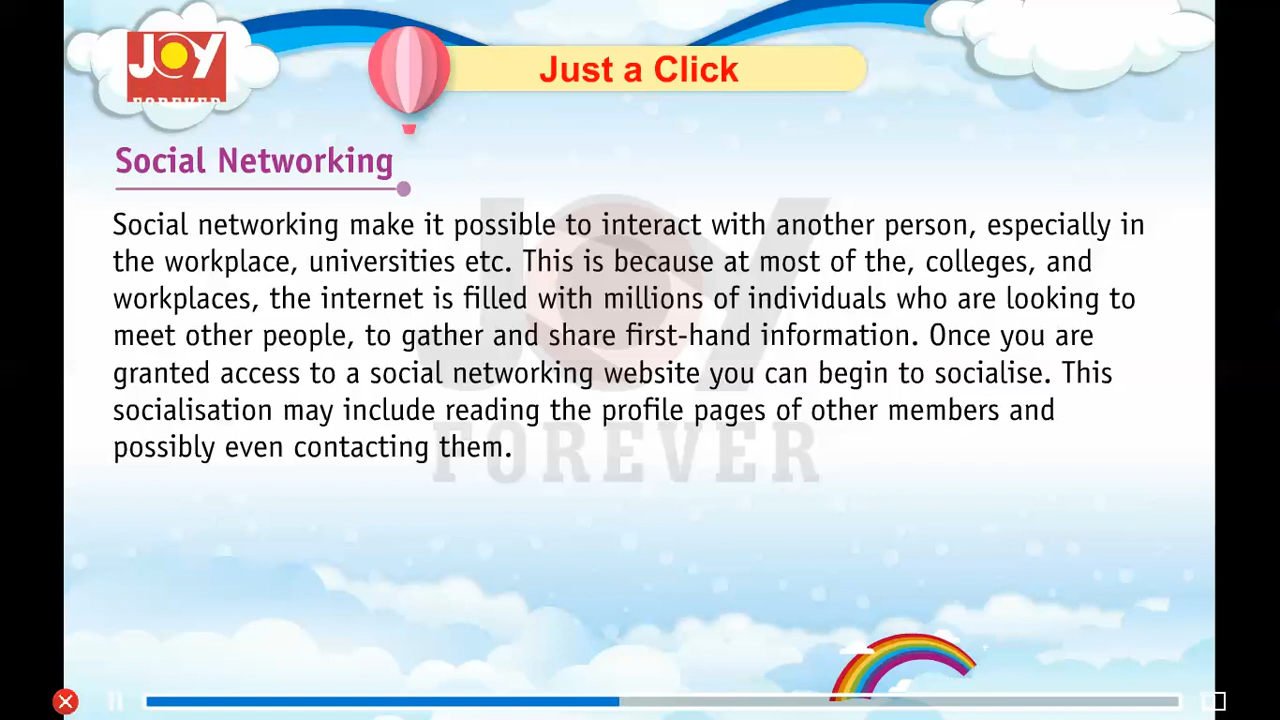 JOY
FOREVER
Just a Click
Social Networking
Social networking make it possible to interact with another person, especially in
the workplace, universities etc. This is because at most of the, colleges, and
workplaces, the internet is filled with millions of individuals who are looking to
meet other people, to gather and share first-hand information. Once you are
granted access to a social networking website you can begin to socialise. This
socialisation may include reading the profile pages of other members and
possibly even contacting them.
JOY
FOREVER